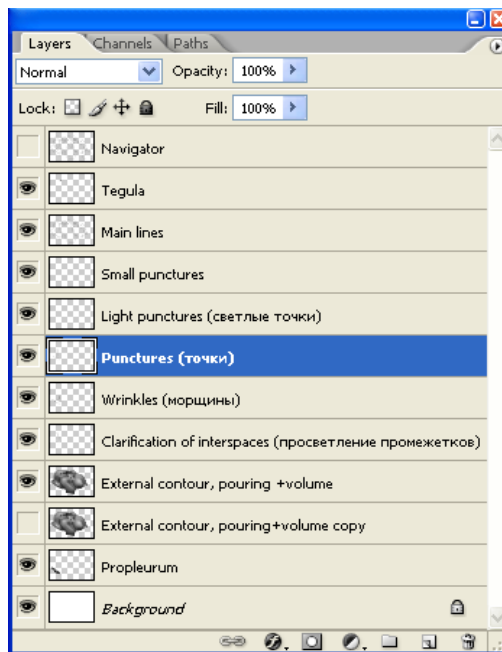 Layers Channels Paths
Normal Opacity: 100%
Lock: Fill: 100%
Navigator
Tegula
Main lines
Small punctures
Light punctures (светлые точки)
Punctures (точки)
Wrinkles (морщины)
Clarification of interspaces (просветление промежетков)
External contour, pouring +volume
External contour, pouring+volume copy
Propleurum
Background